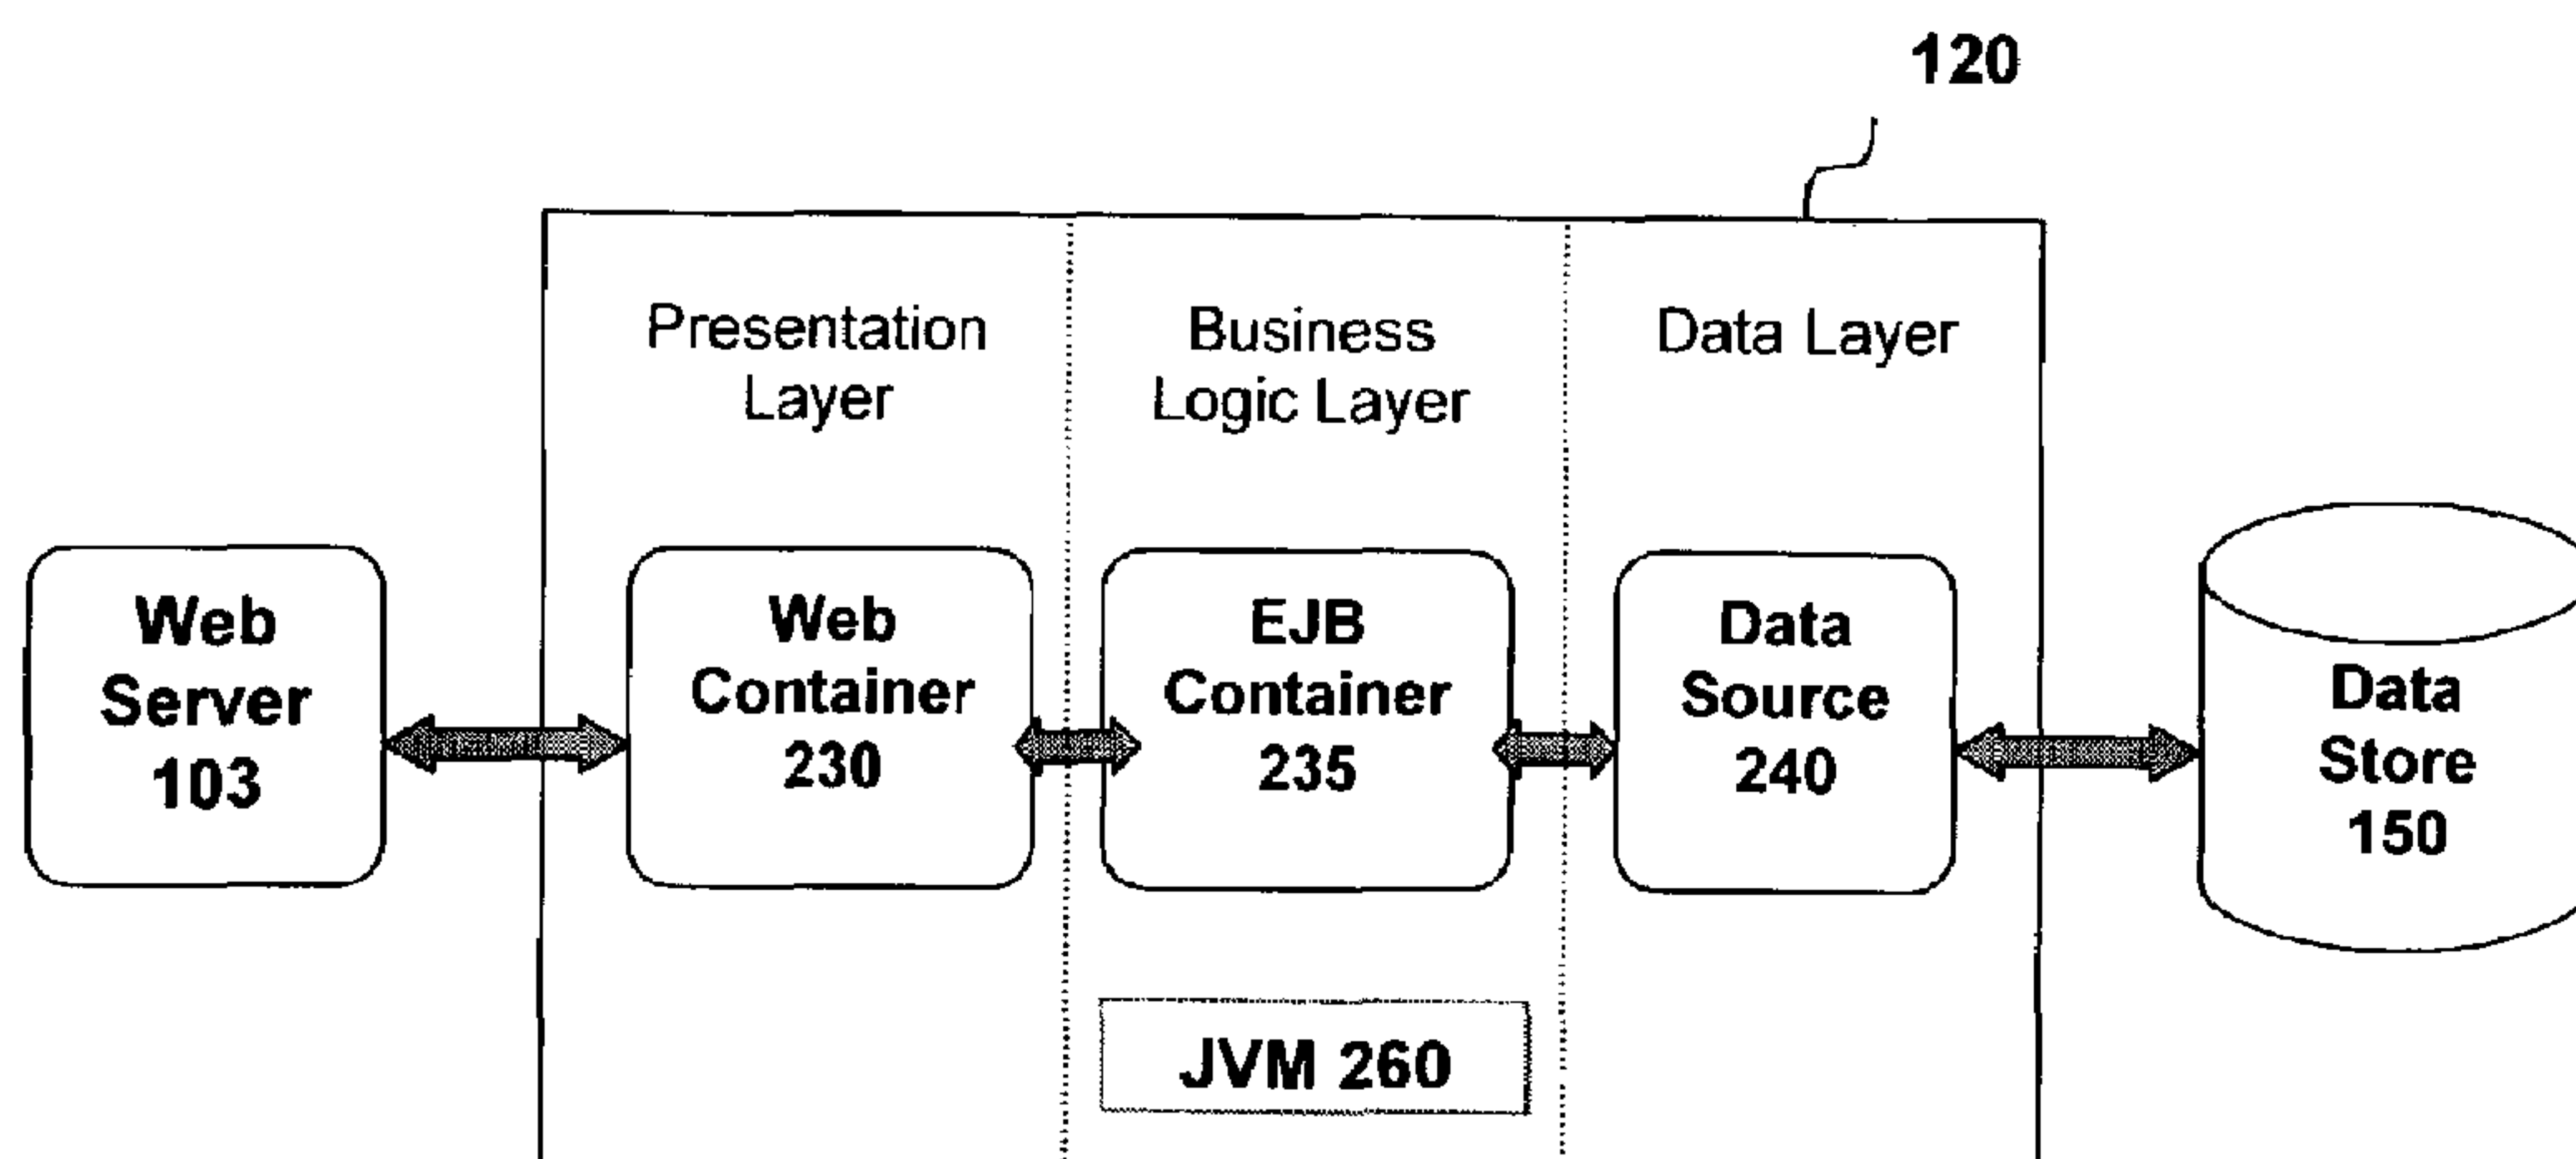 120
Presentation
Layer
Business
Logic Layer
Data Layer
Web
Server
103
Web
Container
230
EJB
Container
235
Data
Source
240
Data
Store
150
JVM 260